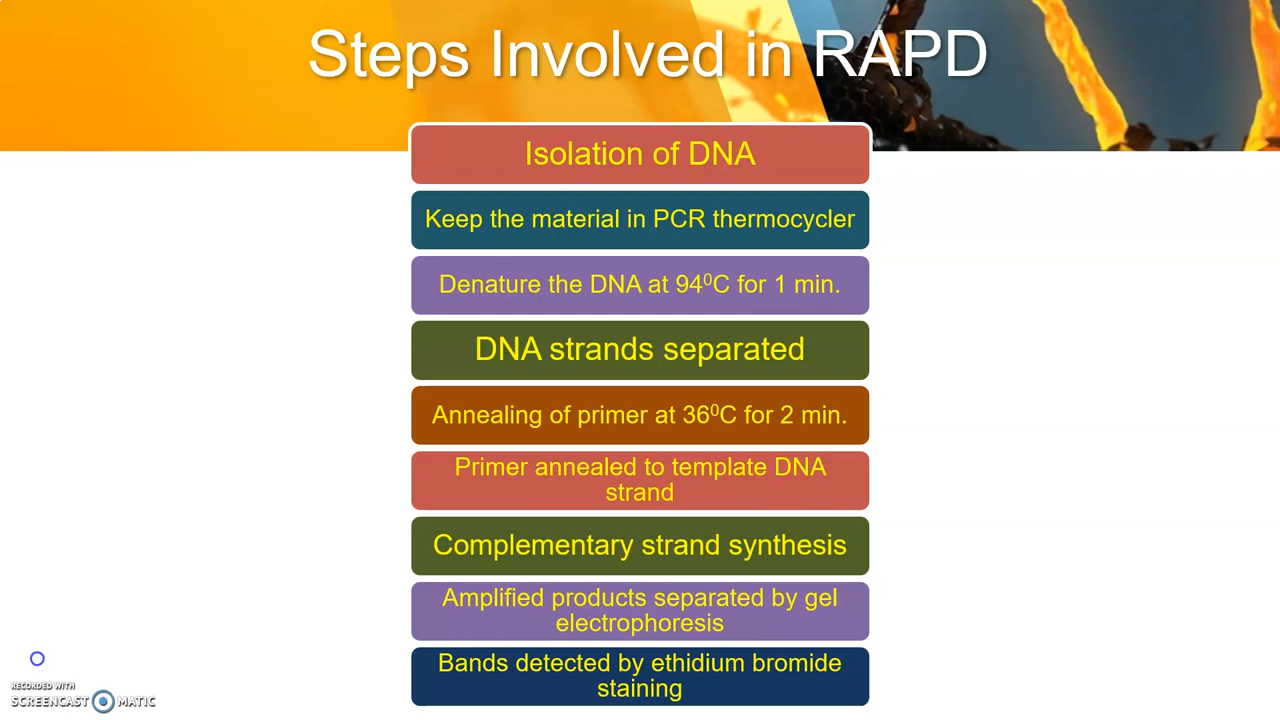 Steps Involved in RAPD
Isolation of DNA
Keep the material in PCR thermocycler
Denature the DNA at 94⁰C for 1 min.
DNA strands separated
Annealing of primer at 36⁰C for 2 min.
Primer annealed to template DNA
strand
Complementary strand synthesis
Amplified products separated by gel
electrophoresis
Bands detected by ethidium bromide
staining
RECORDED WITH
SCREENCAST MATIC